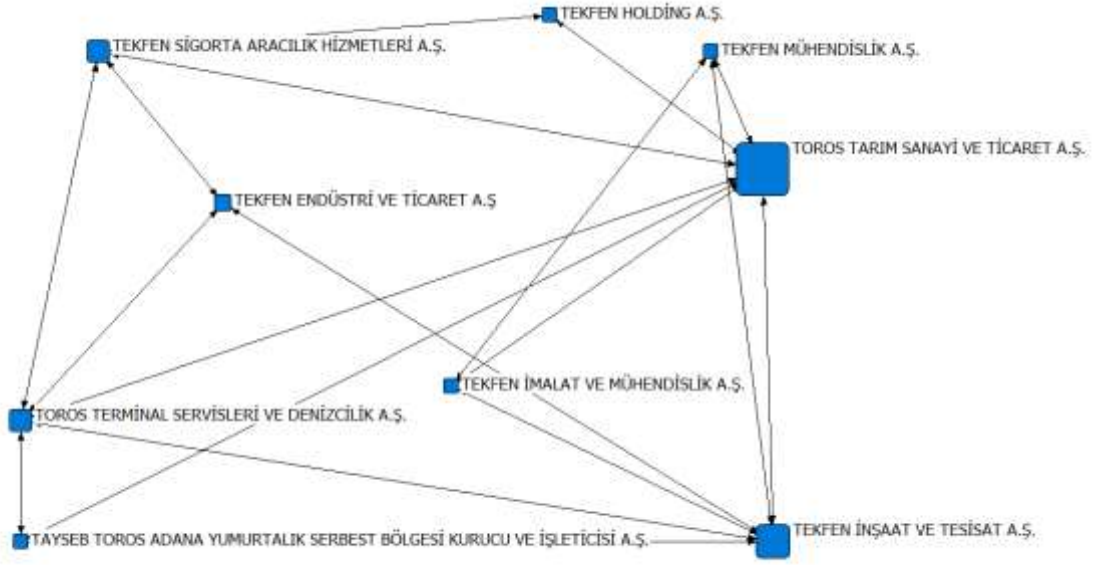 TEKFEN HOLDİNG A.Ş.
TEKFEN SİGORTA ARACILIK HİZMETLERİ A.Ş.
TEKFEN MÜHENDİSLİK A.Ş.
TOROS TARIM SANAYİ VE TİCARET A.Ş.
TEKFEN ENDÜSTRİ VE TİCARET A.Ş
TEKFEN İMALAT VE MÜHENDİSLİK A.Ş.
TOROS TERMİNAL SERVİSLERİ VE DENİZCİLİK A.Ş.
TEKFEN İNŞAAT VE TESİSAT A.Ş.
TAYSEB TOROS ADANA YUMURTALIK SERBEST BÖLGESİ KURUCU VE İŞLETİCİSİ A.Ş.